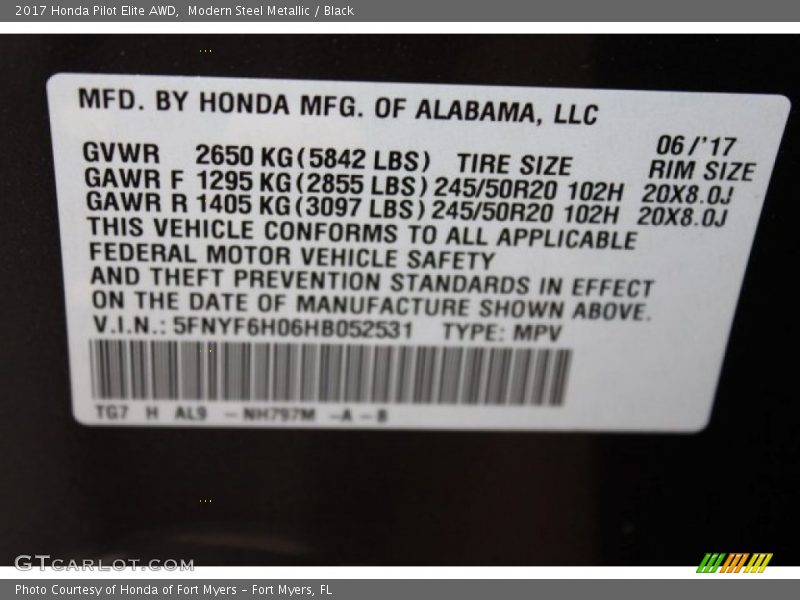 2017 Honda Pilot Elite AWD,  Modern Steel Metallic / Black
MFD. BY HONDA MFG. OF ALABAMA, LLC
06/'17
GVWR 2650 KG(5842 LBS) TIRE SIZE RIM SIZE
GAWR F 1295 KG(2855 LBS) 245/50R20 102H 20X8.0J
GAWR R 1405 KG(3097 LBS) 245/50R20 102H 20X8.0J
THIS VEHICLE CONFORMS TO ALL APPLICABLE
FEDERAL MOTOR VEHICLE SAFETY
AND THEFT PREVENTION STANDARDS IN EFFECT
ON THE DATE OF MANUFACTURE SHOWN ABOVE.
V.I.N.: 5FNYF6H06HB052531 TYPE: MPV
TG7 H AL9 -NH797M -A-B
GTCARLOT.COM
Photo Courtesy of Honda of Fort Myers - Fort Myers, FL